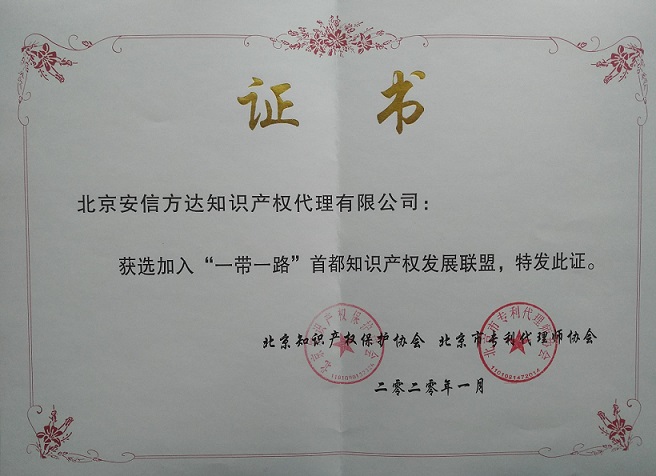 证 书
北京安信方达知识产权代理有限公司：
获选加入“一带一路”首都知识产权发展联盟，特发此证。
北京知识产权保护协会 北京市专利代理师协会
二零二零年一月